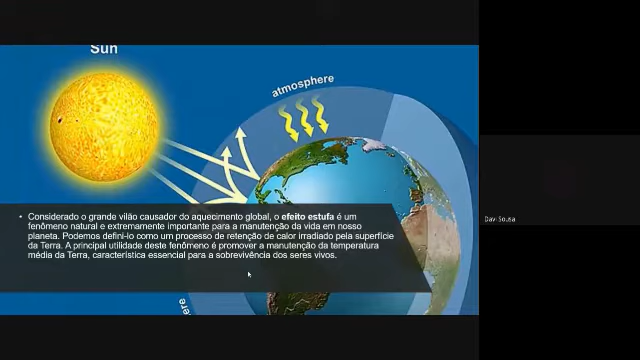 Sun
atmosphere
• Considerado o grande vilão causador do aquecimento global, o efeito estufa é um
fenômeno natural e extremamente importante para a manutenção da vida em nosso
planeta. Podemos defini-lo como um processo de retenção de calor irradiado pela superfície
da Terra. A principal utilidade deste fenômeno é promover a manutenção da temperatura
média da Terra, característica essencial para a sobrevivência dos seres vivos.
Davi Sousa